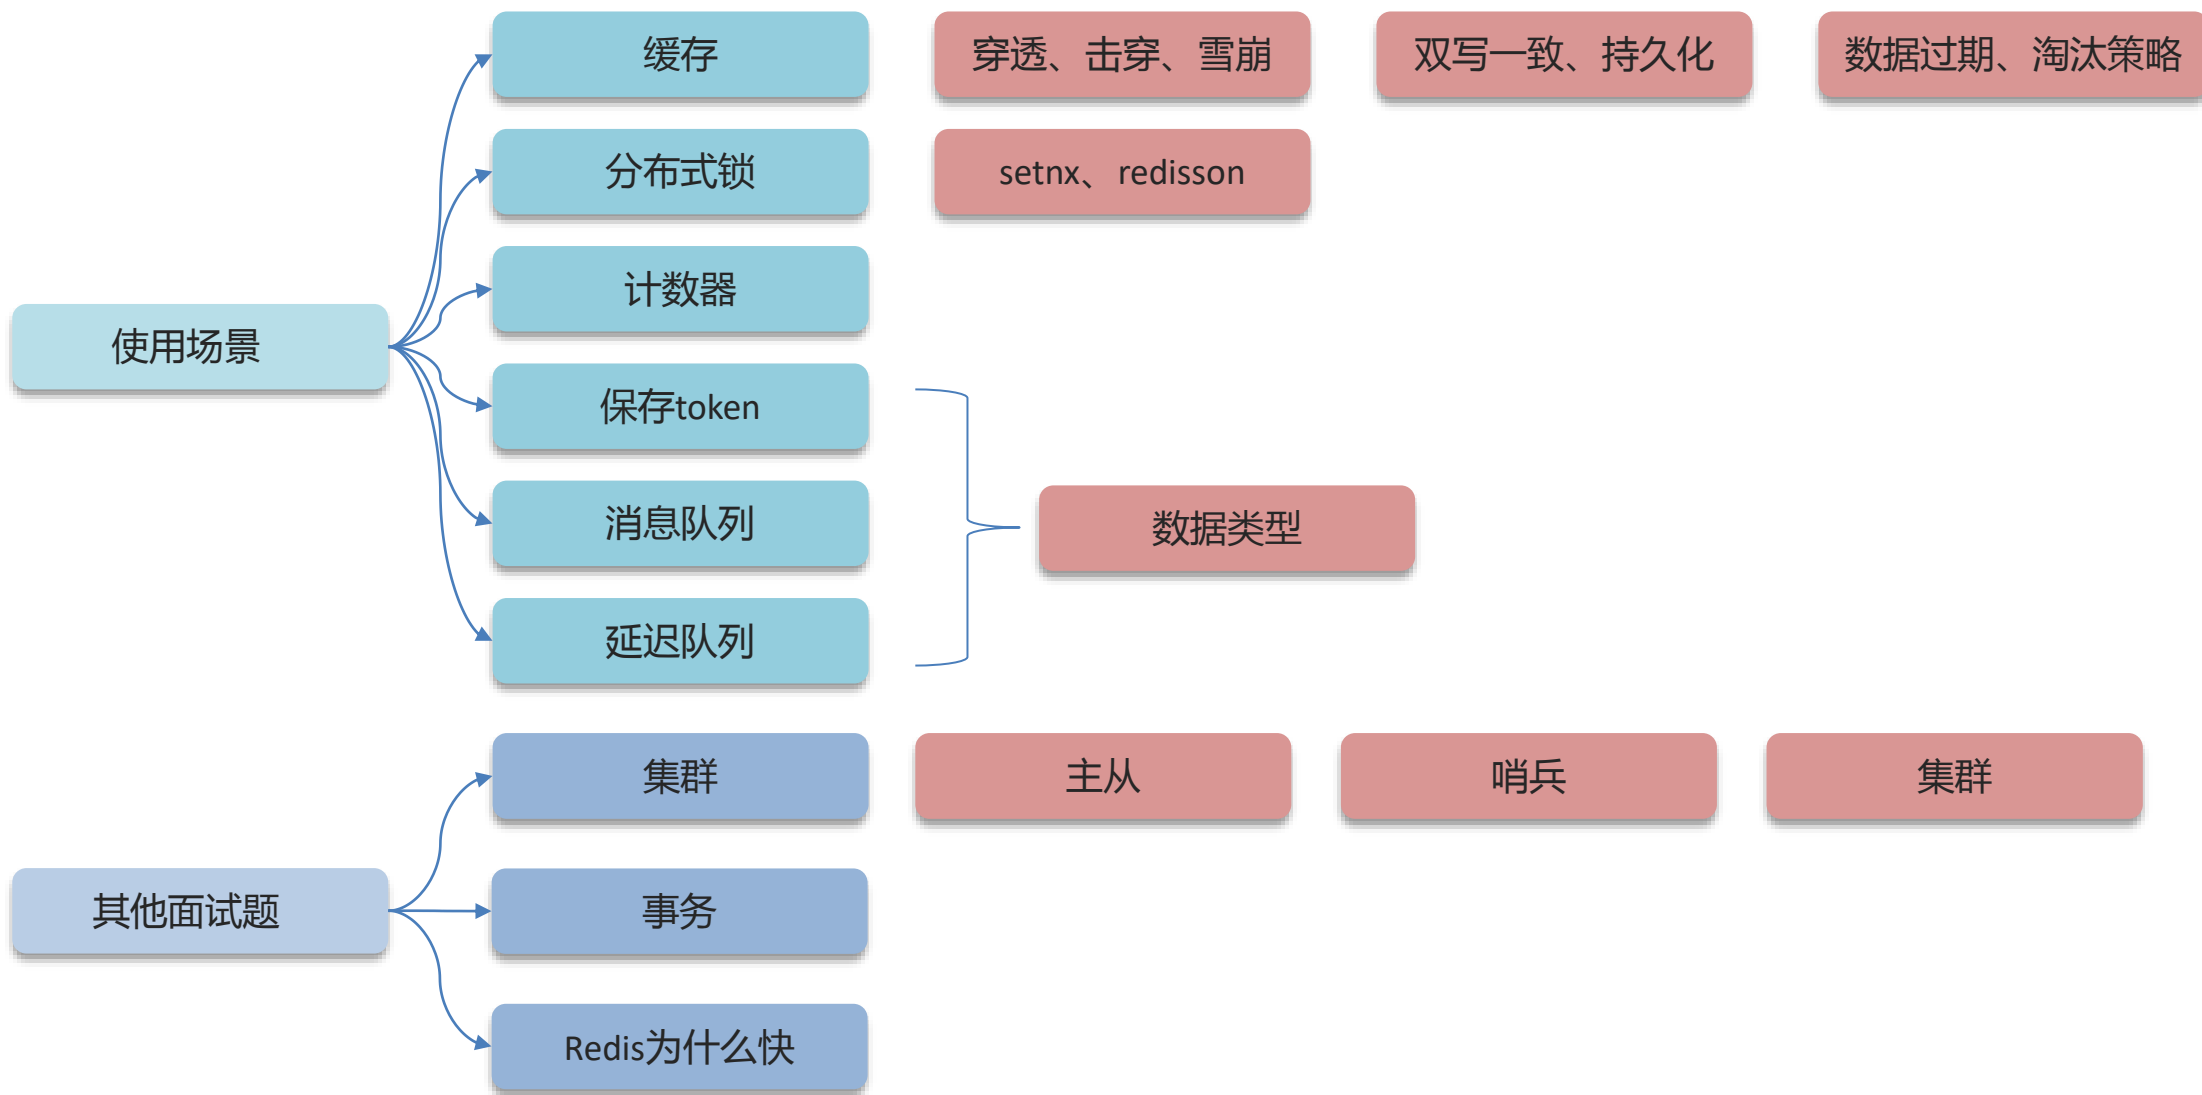 缓存
穿透、击穿、雪崩
双写一致、持久化
数据过期、淘汰策略
分布式锁
setnx、redisson
计数器
使用场景
保存token
消息队列
数据类型
延迟队列
集群
主从
哨兵
集群
其他面试题
事务
Redis为什么快